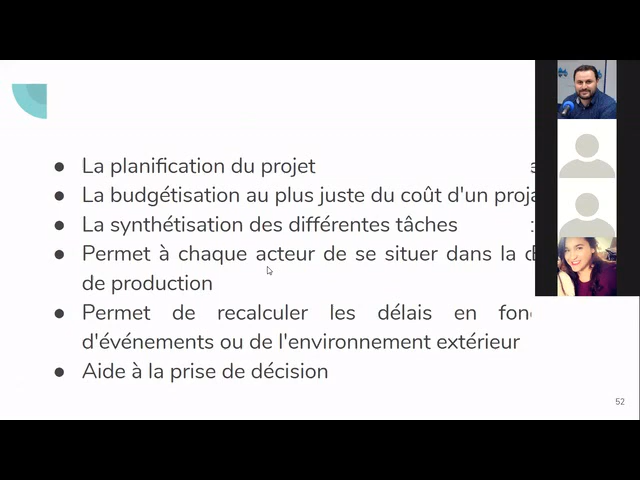 La planification du projet
La budgétisation au plus juste du coût d'un
La synthétisation des différentes tâches
Permet à chaque acteur de se situer dans la
de production
Permet de recalculer les délais en
d'événements ou de l'environnement extérieur
Aide à la prise de décision
52